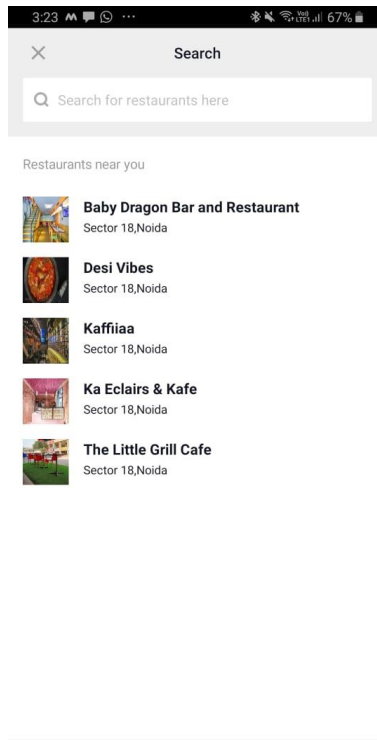 3:23
VoI) LTE1 67%
Search
Search for restaurants here
Restaurants near you
Baby Dragon Bar and Restaurant
Sector 18,Noida
Desi Vibes
Sector 18,Noida
Kaffiiaa
Sector 18,Noida
Ka Eclairs & Kafe
Sector 18,Noida
The Little Grill Cafe
Sector 18,Noida